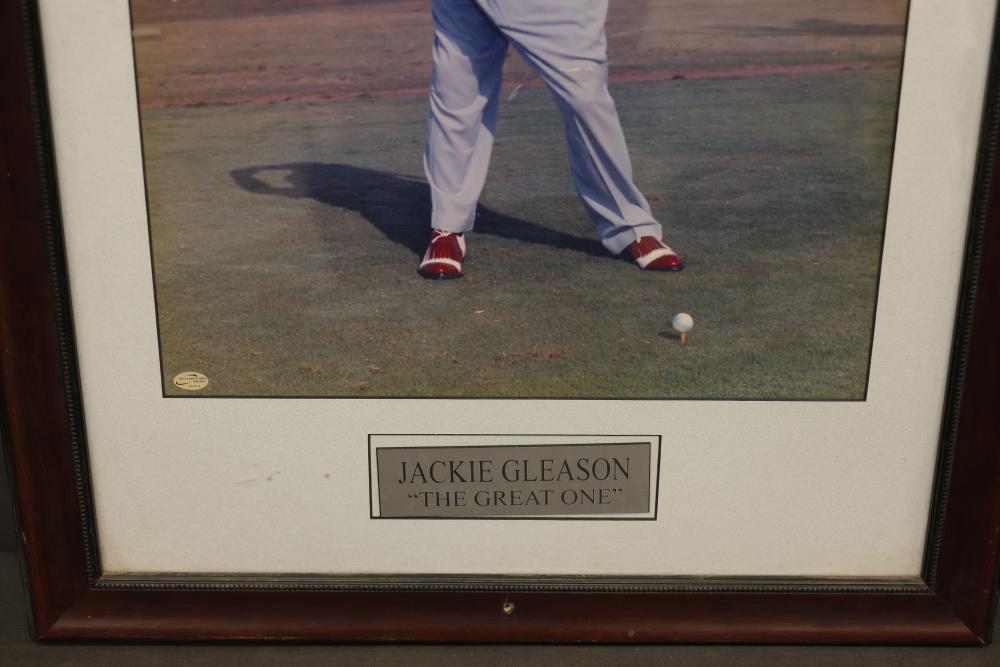 JACKIE GLEASON
“THE GREAT ONE”